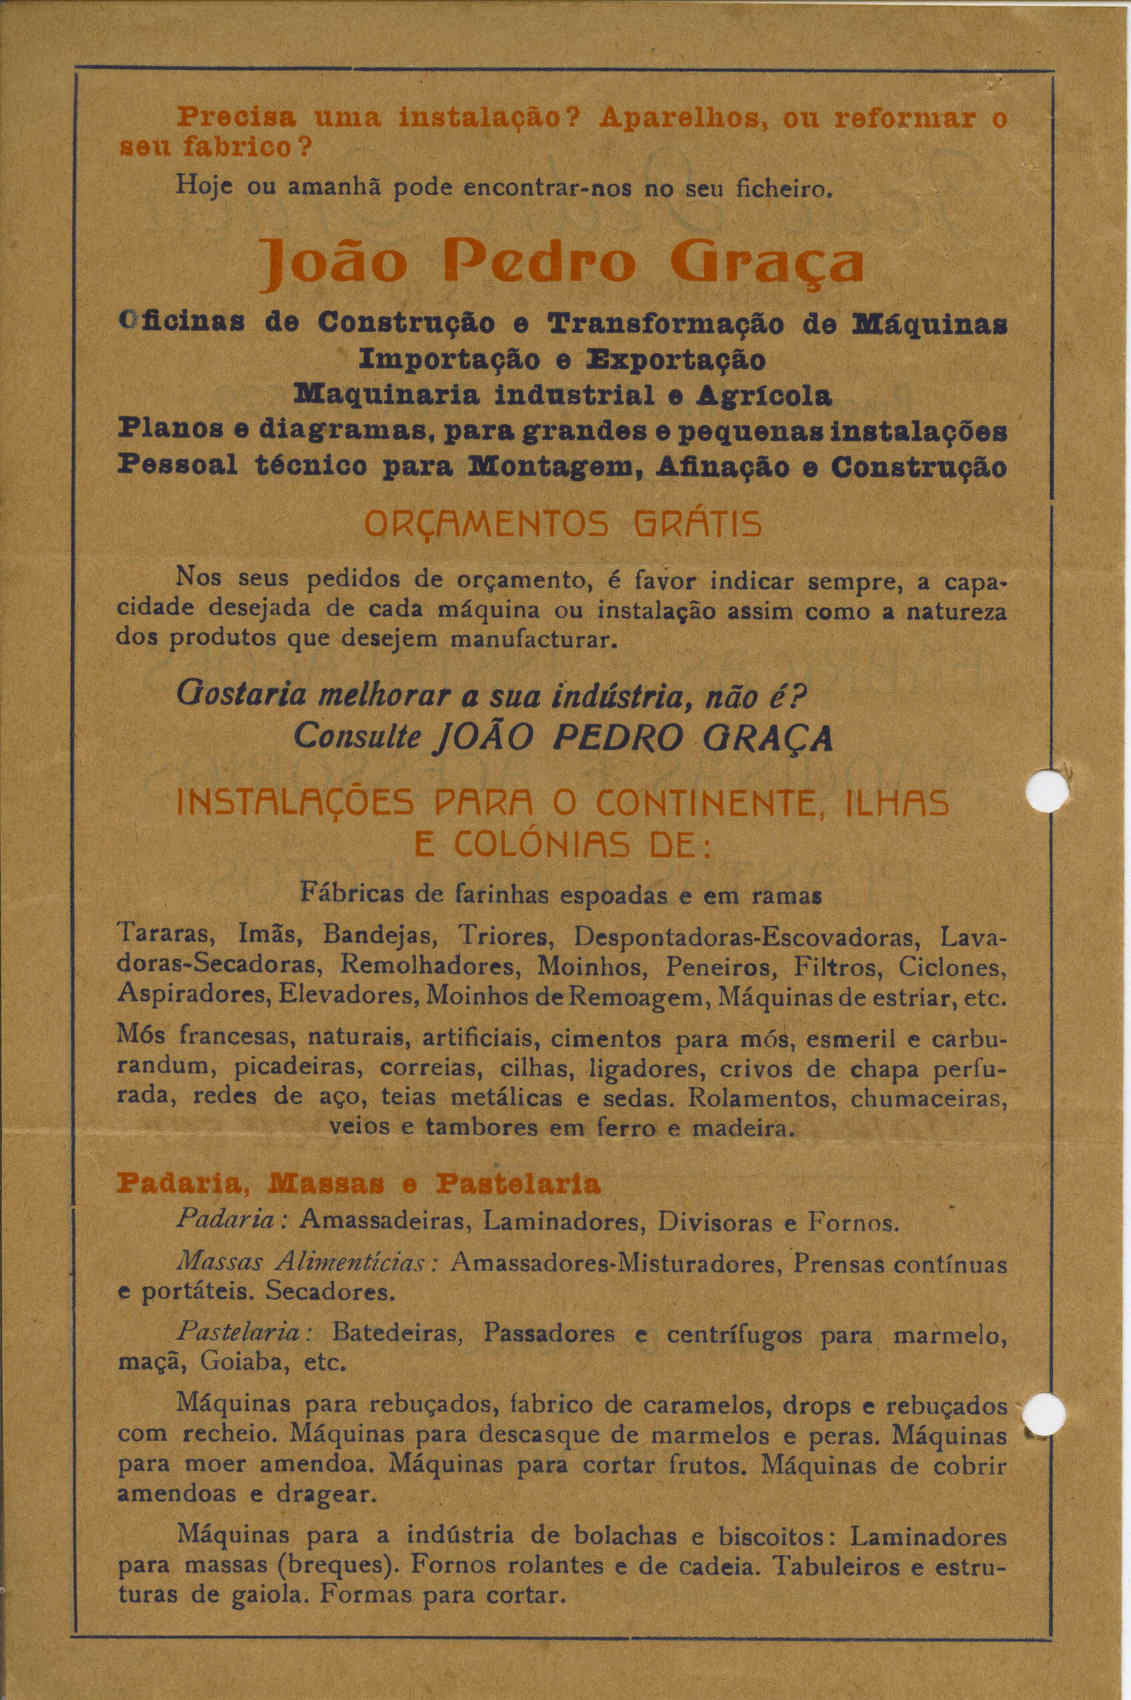 Precisa uma instalação? Aparelhos, ou reformar o
seu fabrico?
Hoje ou amanhã pode encontrar-nos no seu ficheiro.
João Pedro Graça
Oficinas de Construção e Transformação de Máquinas
Importação e Exportação
Maquinaria industrial e Agrícola
Planos e diagramas, para grandes e pequenas instalações
Pessoal técnico para Montagem, Afinação e Construção
ORÇAMENTOS GRÁTIS
Nos seus pedidos de orçamento, é favor indicar sempre, a capa-
cidade desejada de cada máquina ou instalação assim como a natureza
dos produtos que desejem manufacturar.
Gostaria melhorar a sua indústria, não é?
Consulte JOÃO PEDRO GRAÇA
INSTALAÇÕES PARA O CONTINENTE, ILHAS
E COLÓNIAS DE:
Fábricas de farinhas espoadas e em ramas
Tararas, Imãs, Bandejas, Triores, Despontadoras-Escovadoras, Lava-
doras-Secadoras, Remolhadores, Moinhos, Peneiros, Filtros, Ciclones,
Aspiradores, Elevadores, Moinhos de Remoagem, Máquinas de estriar, etc.
Mós francesas, naturais, artificiais, cimentos para mós, esmeril e carbu-
randum, picadeiras, correias, cilhas, ligadores, crivos de chapa perfu-
rada, redes de aço, teias metálicas e sedas. Rolamentos, chumaceiras,
veios e tambores em ferro e madeira.
Padaria, Massas e Pastelaria
Padaria: Amassadeiras, Laminadores, Divisoras e Fornos.
Massas Alimentícias: Amassadores-Misturadores, Prensas contínuas
e portáteis. Secadores.
Pastelaria: Batedeiras, Passadores e centrífugos para marmelo,
maçã, Goiaba, etc.
Máquinas para rebuçados, fabrico de caramelos, drops e rebuçados
com recheio. Máquinas para descasque de marmelos e peras. Máquinas
para moer amendoa. Máquinas para cortar frutos. Máquinas de cobrir
amendoas e dragear.
Máquinas para a indústria de bolachas e biscoitos: Laminadores
para massas (breques). Fornos rolantes e de cadeia. Tabuleiros e estru-
turas de gaiola. Formas para cortar.